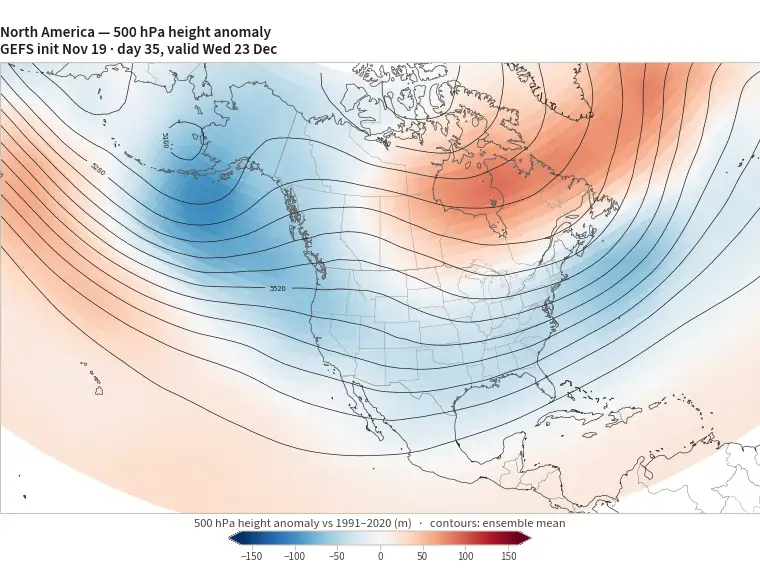 North America — 500 hPa height anomaly
GEFS init Nov 19 · day 35, valid Wed 23 Dec
5280
5520
500 hPa height anomaly vs 1991–2020 (m) · contours: ensemble mean
−150 −100 −50 0 50 100 150